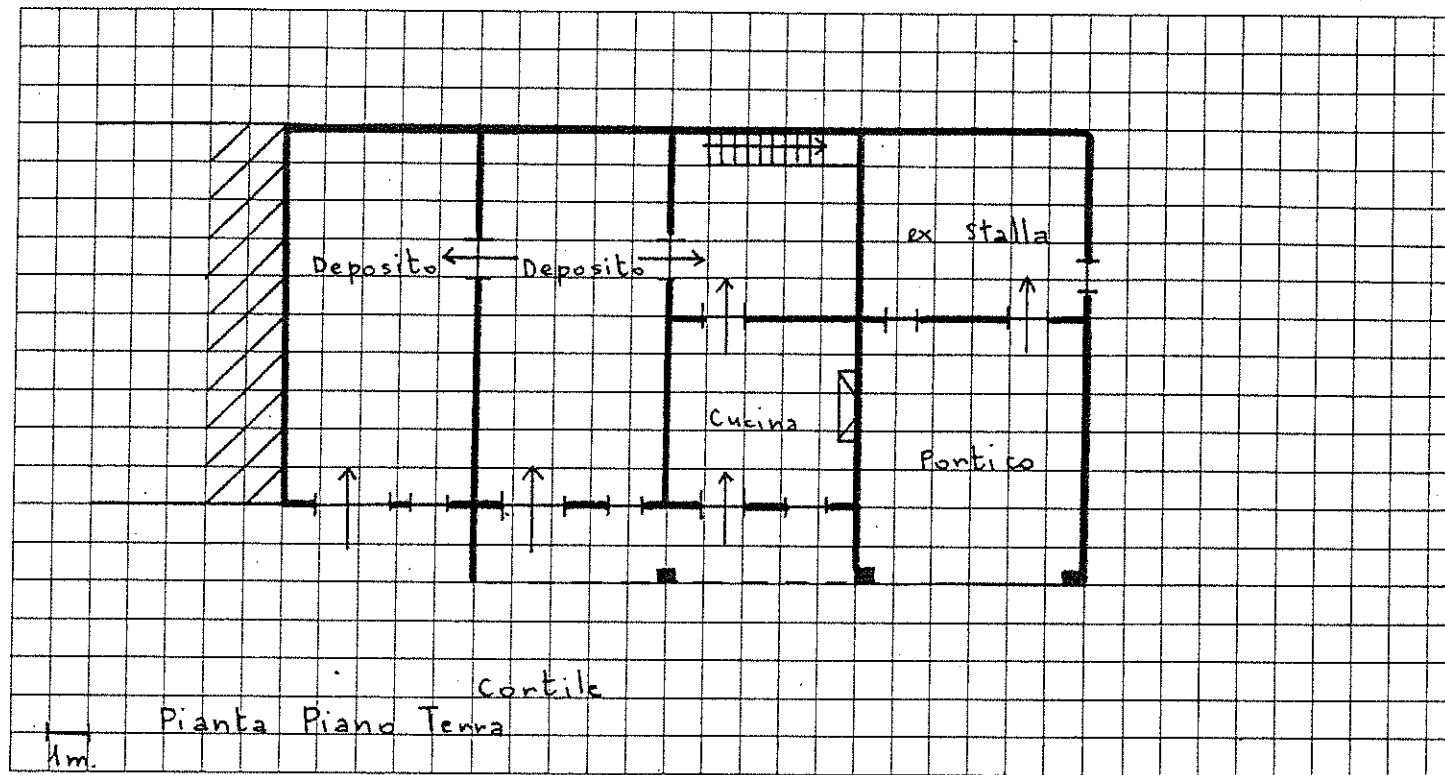 ex stalla
Deposito
Deposito
Cucina
Portico
Cortile
Pianta Piano Terra
1m.